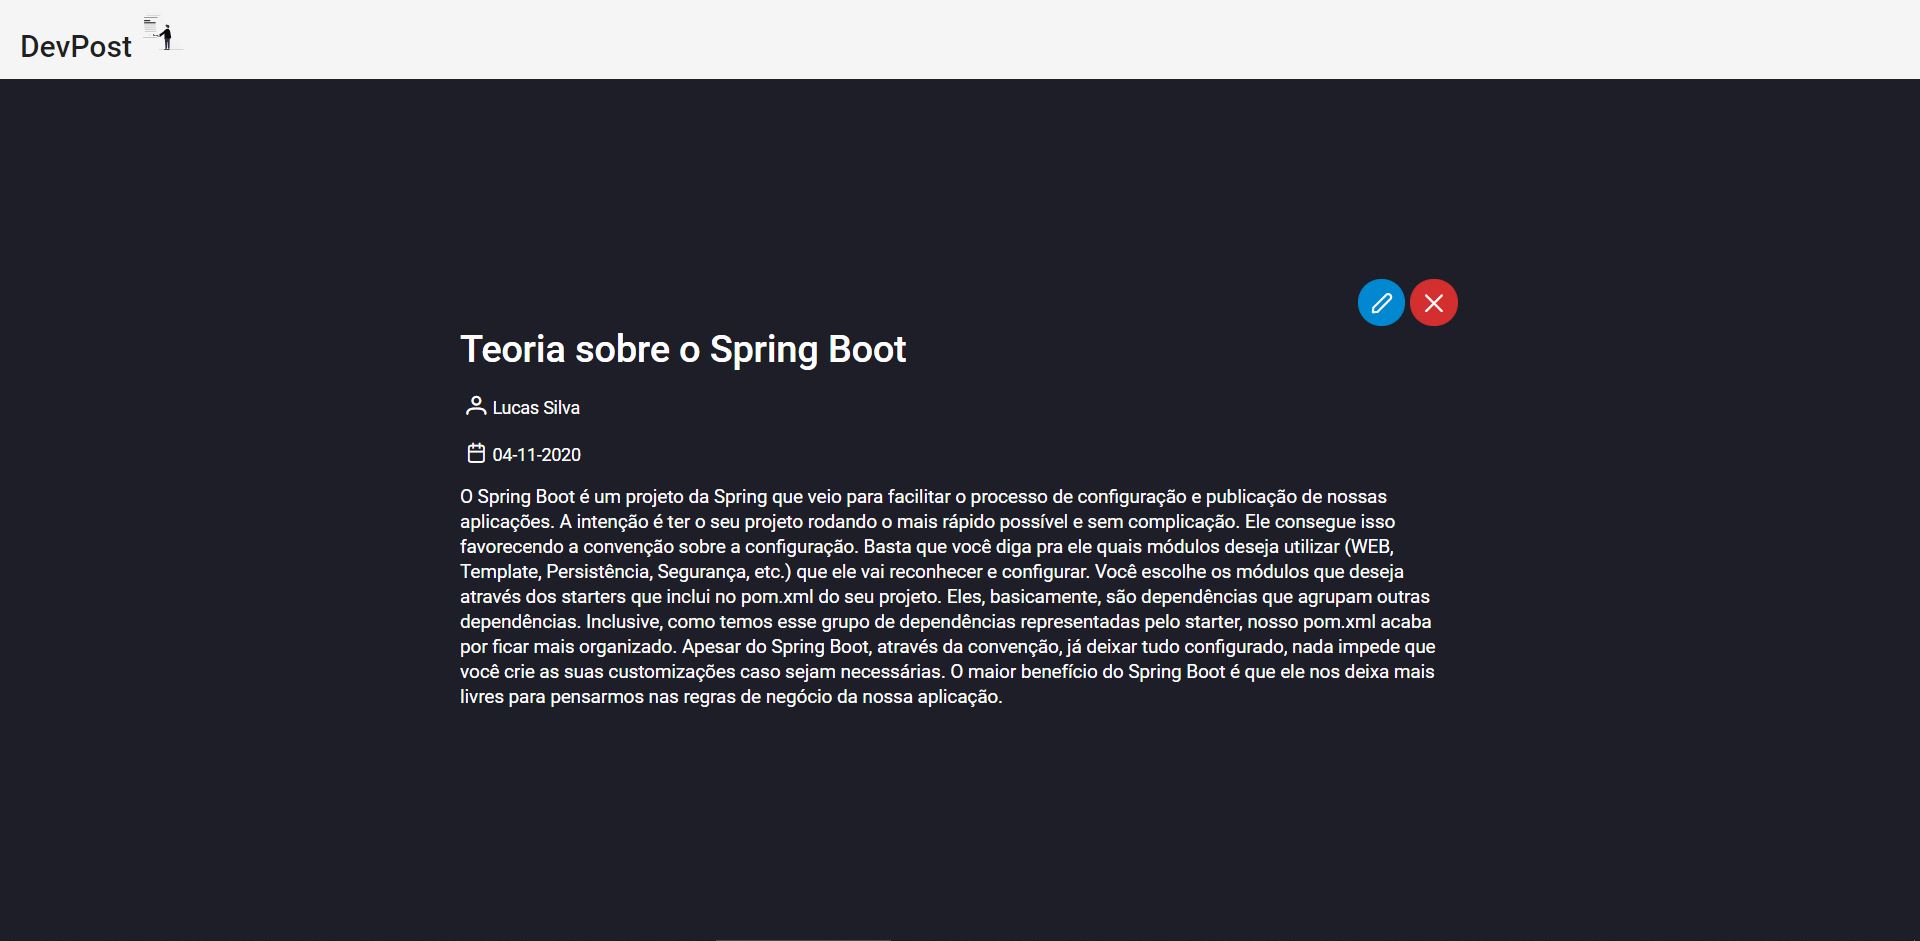 DevPost
Teoria sobre o Spring Boot
Lucas Silva
04-11-2020
O Spring Boot é um projeto da Spring que veio para facilitar o processo de configuração e publicação de nossas
aplicações. A intenção é ter o seu projeto rodando o mais rápido possível e sem complicação. Ele consegue isso
favorecendo a convenção sobre a configuração. Basta que você diga pra ele quais módulos deseja utilizar (WEB,
Template, Persistência, Segurança, etc.) que ele vai reconhecer e configurar. Você escolhe os módulos que deseja
através dos starters que inclui no pom.xml do seu projeto. Eles, basicamente, são dependências que agrupam outras
dependências. Inclusive, como temos esse grupo de dependências representadas pelo starter, nosso pom.xml acaba
por ficar mais organizado. Apesar do Spring Boot, através da convenção, já deixar tudo configurado, nada impede que
você crie as suas customizações caso sejam necessárias. O maior benefício do Spring Boot é que ele nos deixa mais
livres para pensarmos nas regras de negócio da nossa aplicação.